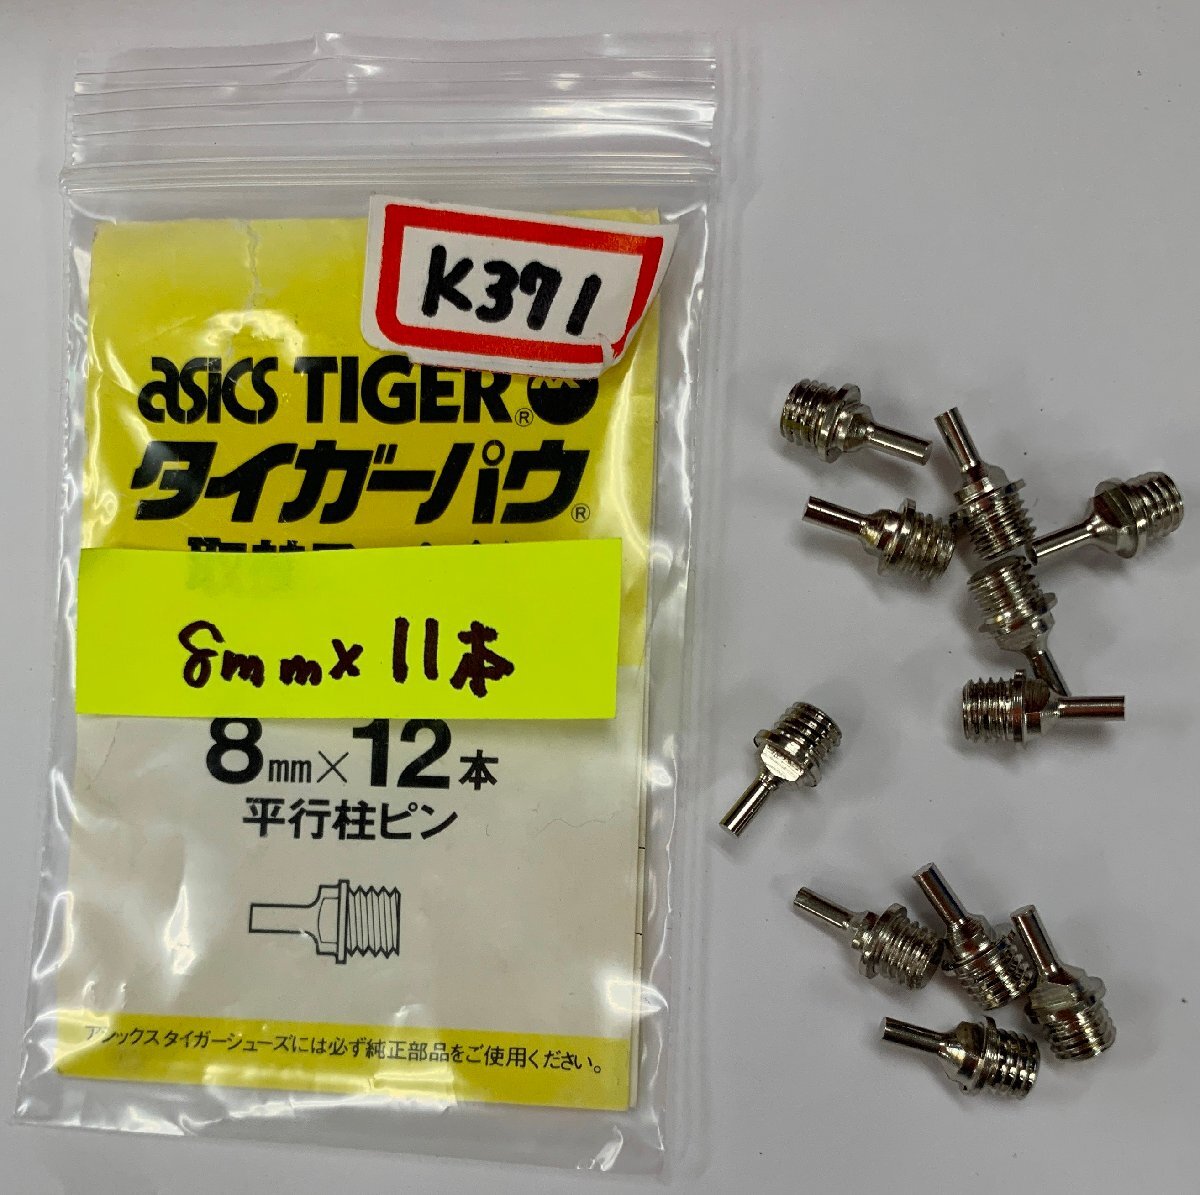 K371
asics TIGER®
タイガーパウ®
8mm×11本
8mm×12本
平行柱ピン
アシックスタイガーシューズには必ず純正部品をご使用ください。